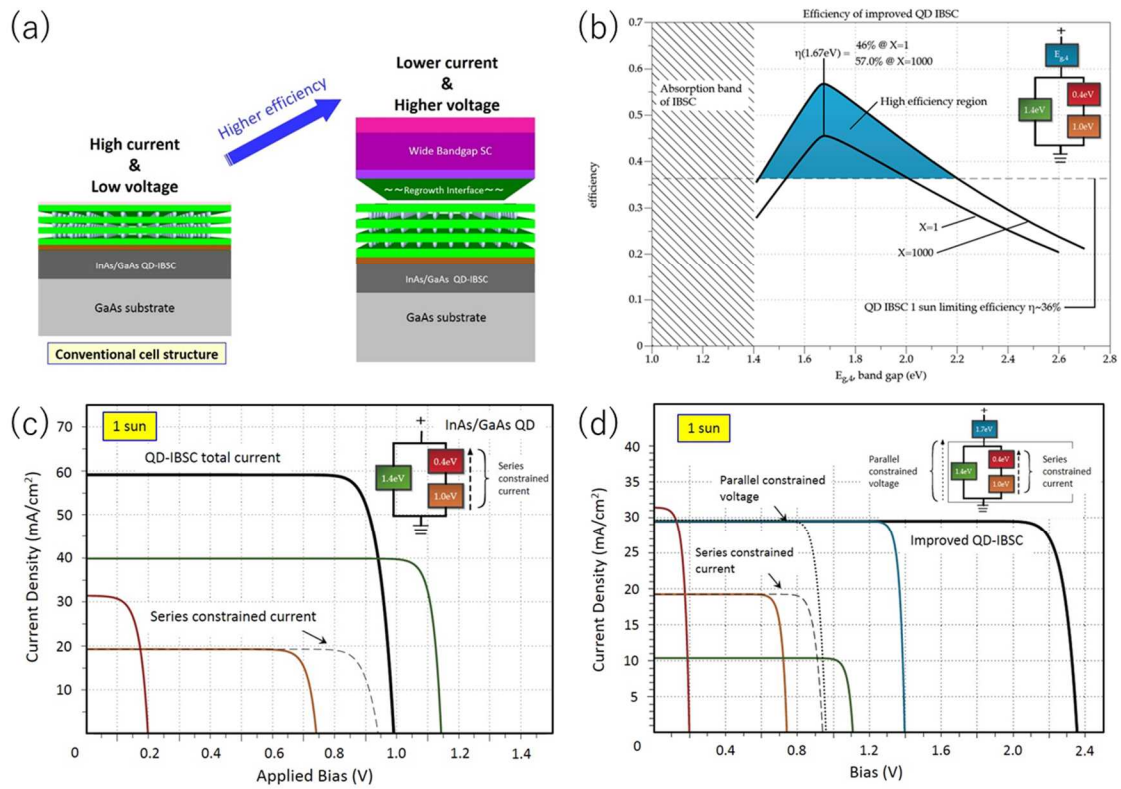 (a)
Higher efficiency
High current
&
Low voltage
InAs/GaAs QD-IBSC
GaAs substrate
Conventional cell structure
Lower current
&
Higher voltage
Wide Bandgap SC
~~Regrowth Interface~~
InAs/GaAs QD-IBSC
GaAs substrate
(b)
Efficiency of improved QD IBSC
0.7
0.6
0.5
0.4
0.3
0.2
0.1
0
efficiency
Absorption band
of IBSC
η(1.67eV) =
46% @ X=1
57.0% @ X=1000
High efficiency region
X=1
X=1000
QD IBSC 1 sun limiting efficiency η~36%
+
Eg,4
1.4eV
0.4eV
1.0eV
1.0
1.2
1.4
1.6
1.8
2.0
2.2
2.4
2.6
2.8
Eg,4, band gap (eV)
(c)
1 sun
InAs/GaAs QD
QD-IBSC total current
Series constrained current
+
1.4eV
0.4eV
1.0eV
Series
constrained
current
70
60
50
40
30
20
10
0
0.2
0.4
0.6
0.8
1.0
1.2
1.4
Current Density (mA/cm2)
Applied Bias (V)
(d)
1 sun
Parallel constrained
voltage
Series constrained
current
Improved QD-IBSC
+
1.7eV
1.4eV
0.4eV
1.0eV
Parallel
constrained
voltage
Series
constrained
current
40
35
30
25
20
15
10
5
0
0.4
0.8
1.2
1.6
2.0
2.4
Current Density (mA/cm2)
Bias (V)